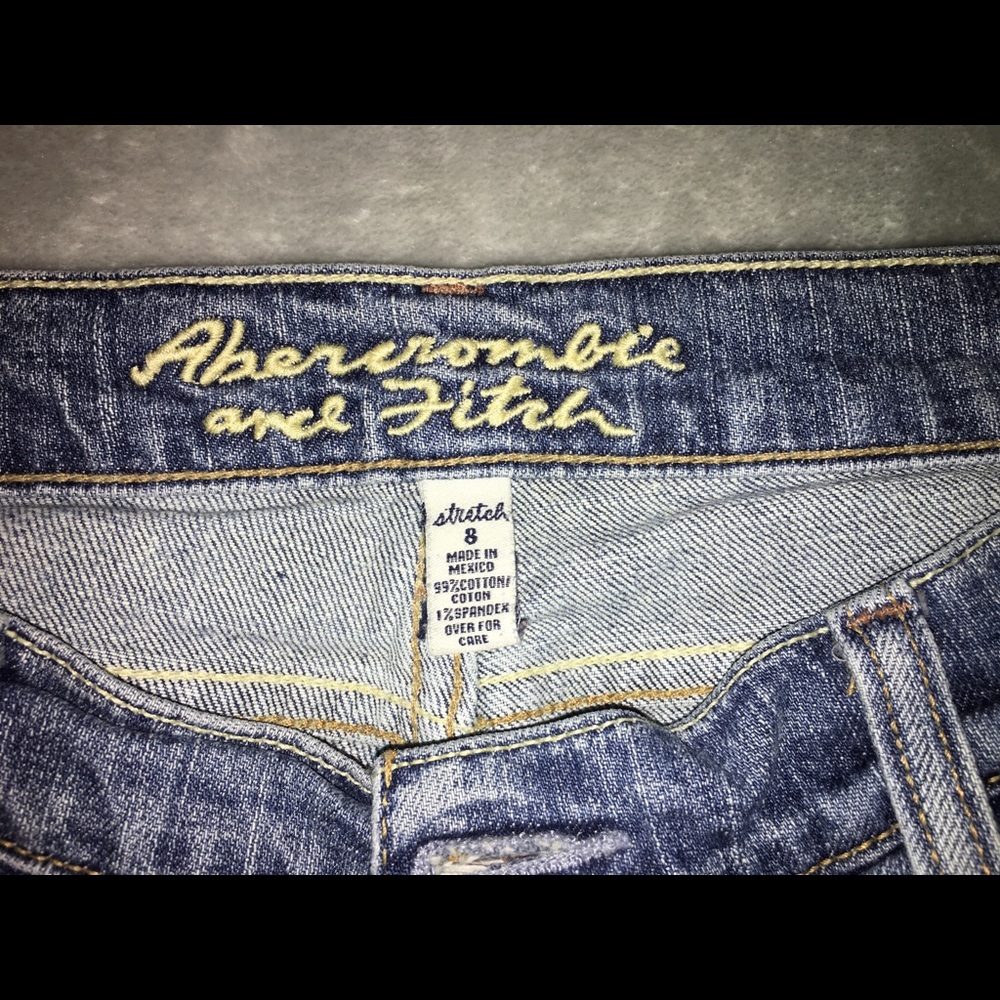 Abercrombie
and Fitch
stretch
8
MADE IN
MEXICO
99%COTTON/
COTON
1%SPANDEX
OVER FOR
CARE